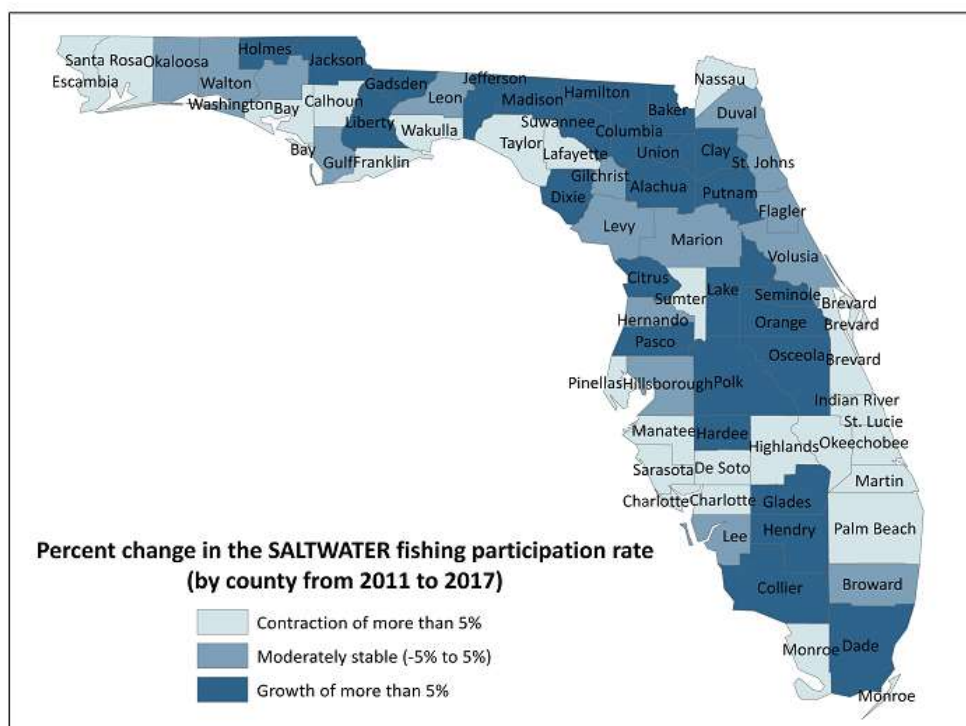 Holmes
Jackson
Santa Rosa
Okaloosa
Escambia
Walton
Washington
Bay
Calhoun
Gadsden
Leon
Jefferson
Madison
Hamilton
Baker
Nassau
Duval
Liberty
Wakulla
Suwannee
Columbia
Taylor
Lafayette
Union
Clay
St. Johns
Bay
Gulf
Franklin
Gilchrist
Alachua
Putnam
Dixie
Flagler
Levy
Marion
Volusia
Citrus
Sumter
Lake
Seminole
Brevard
Hernando
Orange
Brevard
Pasco
Osceola
Brevard
Pinellas
Hillsborough
Polk
Indian River
St. Lucie
Manatee
Hardee
Highlands
Okeechobee
Sarasota
De Soto
Martin
Charlotte
Charlotte
Glades
Lee
Hendry
Palm Beach
Collier
Broward
Monroe
Dade
Monroe
Percent change in the SALTWATER fishing participation rate
(by county from 2011 to 2017)
Contraction of more than 5%
Moderately stable (-5% to 5%)
Growth of more than 5%